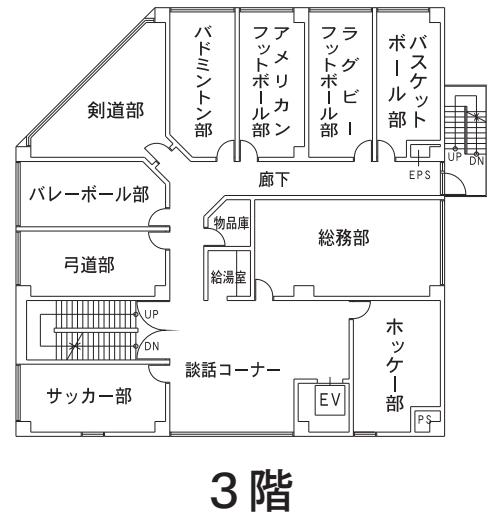 剣道部
バドミントン部
アメリカン
フットボール部
ラグビー
フットボール部
バスケット
ボール部
UP
DN
EPS
廊下
バレーボール部
物品庫
総務部
弓道部
給湯室
UP
DN
談話コーナー
ホッケー部
サッカー部
EV
PS
3階